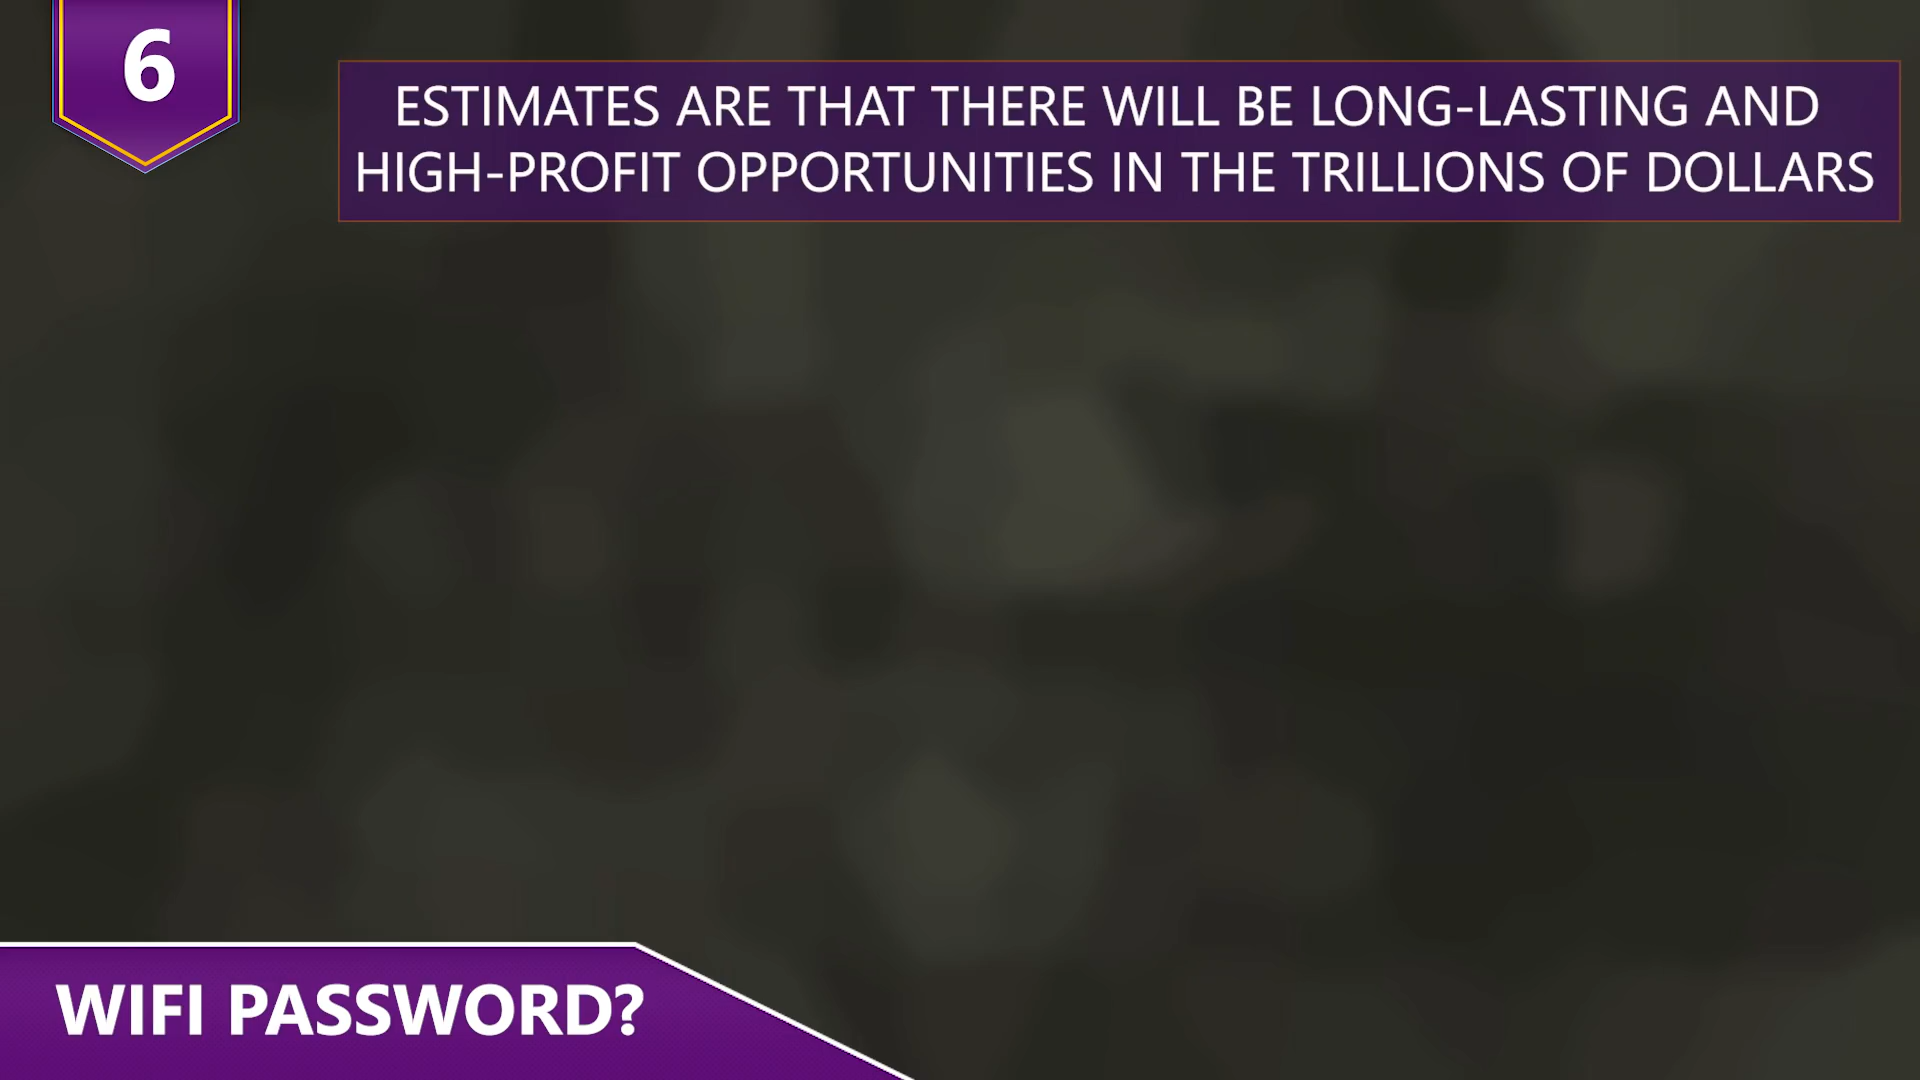 6
ESTIMATES ARE THAT THERE WILL BE LONG-LASTING AND
HIGH-PROFIT OPPORTUNITIES IN THE TRILLIONS OF DOLLARS
WIFI PASSWORD?